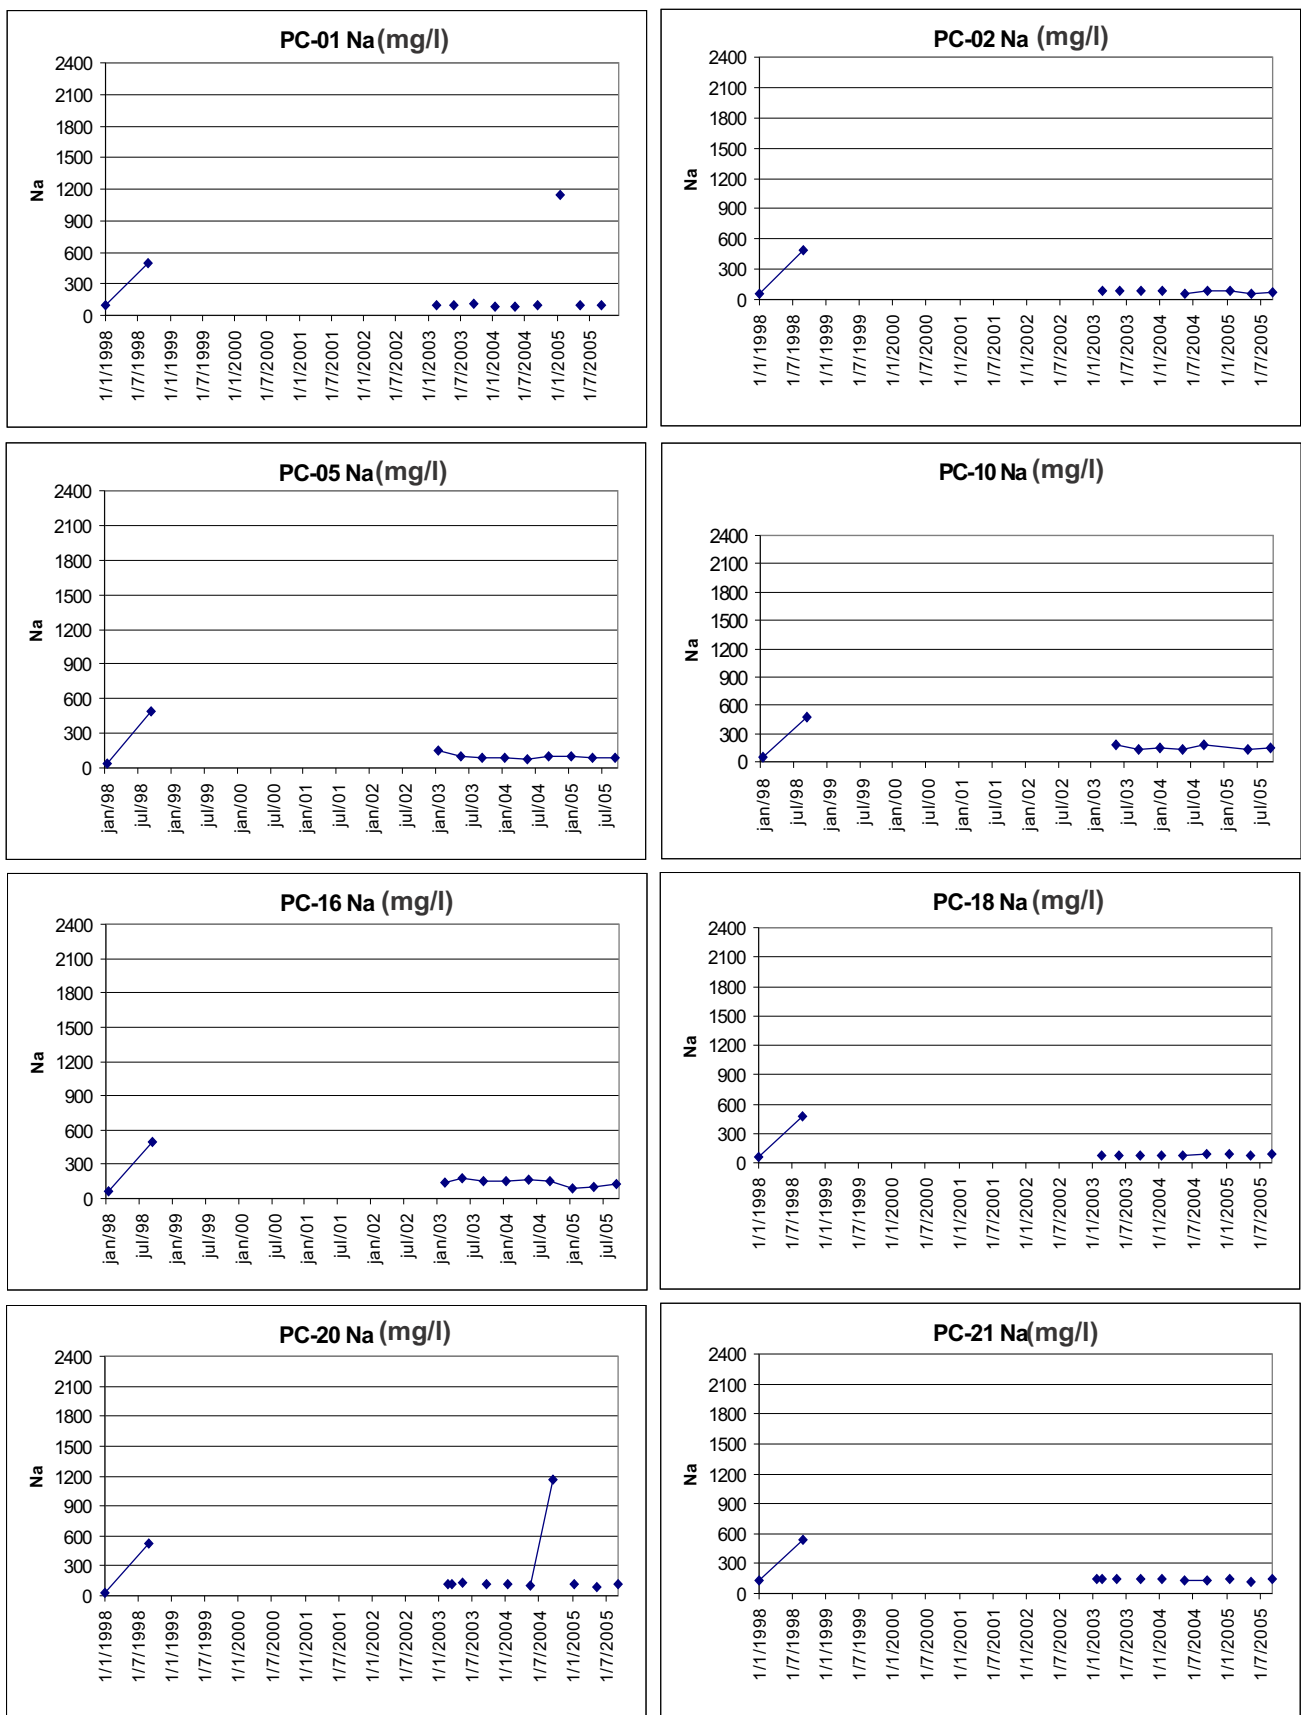 PC-01 Na (mg/l)
2400
2100
1800
1500
1200
900
600
300
0
Na
1/1/1998
1/7/1998
1/1/1999
1/7/1999
1/1/2000
1/7/2000
1/1/2001
1/7/2001
1/1/2002
1/7/2002
1/1/2003
1/7/2003
1/1/2004
1/7/2004
1/1/2005
1/7/2005
PC-02 Na (mg/l)
2400
2100
1800
1500
1200
900
600
300
0
1/1/1998
1/7/1998
1/1/1999
1/7/1999
1/1/2000
1/7/2000
1/1/2001
1/7/2001
1/1/2002
1/7/2002
1/1/2003
1/7/2003
1/1/2004
1/7/2004
1/1/2005
1/7/2005
PC-05 Na (mg/l)
2400
2100
1800
1500
1200
900
600
300
0
Na
jan/98
jul/98
jan/99
jul/99
jan/00
jul/00
jan/01
jul/01
jan/02
jul/02
jan/03
jul/03
jan/04
jul/04
jan/05
jul/05
PC-10 Na (mg/l)
2400
2100
1800
1500
1200
900
600
300
0
Na
jan/98
jul/98
jan/99
jul/99
jan/00
jul/00
jan/01
jul/01
jan/02
jul/02
jan/03
jul/03
jan/04
jul/04
jan/05
jul/05
PC-16 Na (mg/l)
2400
2100
1800
1500
1200
900
600
300
0
Na
jan/98
jul/98
jan/99
jul/99
jan/00
jul/00
jan/01
jul/01
jan/02
jul/02
jan/03
jul/03
jan/04
jul/04
jan/05
jul/05
PC-18 Na (mg/l)
2400
2100
1800
1500
1200
900
600
300
0
Na
1/1/1998
1/7/1998
1/1/1999
1/7/1999
1/1/2000
1/7/2000
1/1/2001
1/7/2001
1/1/2002
1/7/2002
1/1/2003
1/7/2003
1/1/2004
1/7/2004
1/1/2005
1/7/2005
PC-20 Na (mg/l)
2400
2100
1800
1500
1200
900
600
300
0
Na
1/1/1998
1/7/1998
1/1/1999
1/7/1999
1/1/2000
1/7/2000
1/1/2001
1/7/2001
1/1/2002
1/7/2002
1/1/2003
1/7/2003
1/1/2004
1/7/2004
1/1/2005
1/7/2005
PC-21 Na(mg/l)
2400
2100
1800
1500
1200
900
600
300
0
Na
1/1/1998
1/7/1998
1/1/1999
1/7/1999
1/1/2000
1/7/2000
1/1/2001
1/7/2001
1/1/2002
1/7/2002
1/1/2003
1/7/2003
1/1/2004
1/7/2004
1/1/2005
1/7/2005